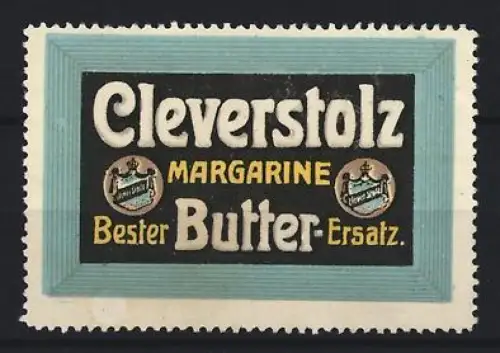 Cleverstolz
MARGARINE
Bester Butter-Ersatz.